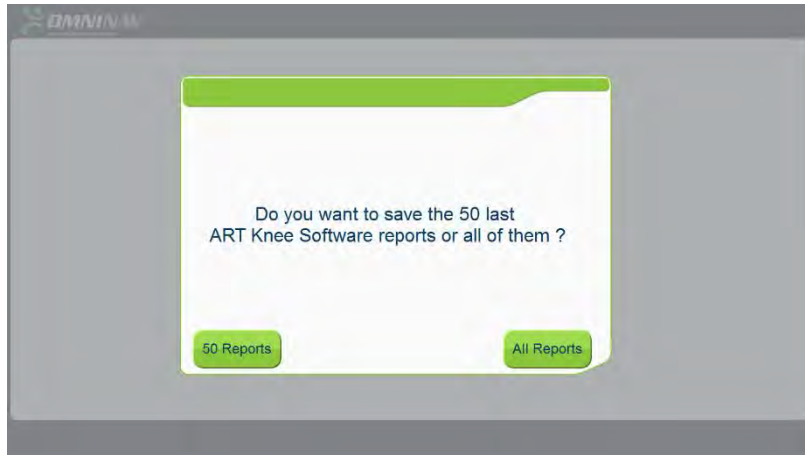 OMNINAV
Do you want to save the 50 last
ART Knee Software reports or all of them ?
50 Reports
All Reports